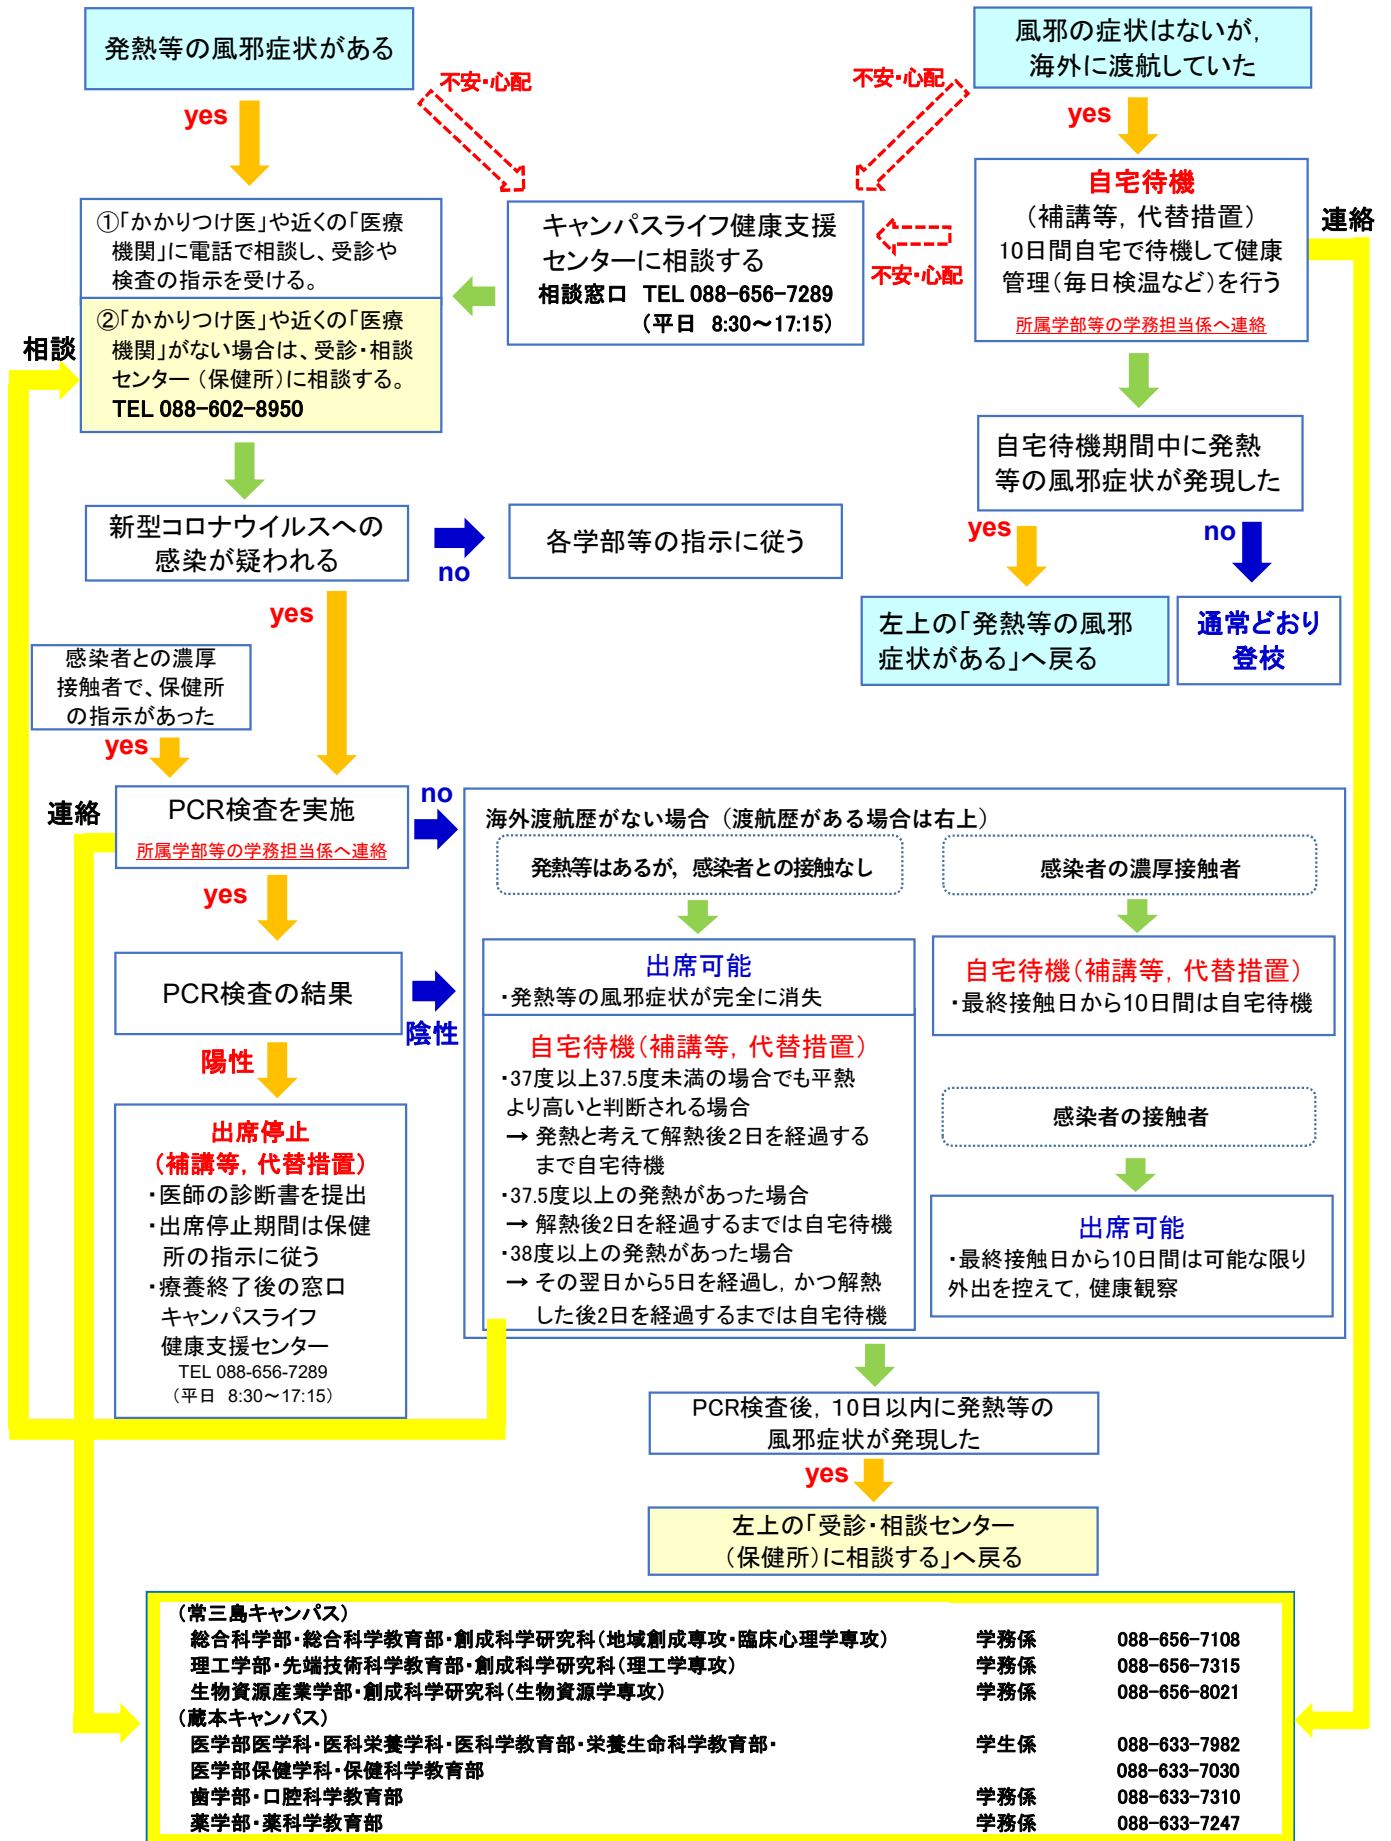 発熱等の風邪症状がある
風邪の症状はないが，
海外に渡航していた
不安・心配
不安・心配
yes
yes
①「かかりつけ医」や近くの「医療
機関」に電話で相談し、受診や
検査の指示を受ける。
②「かかりつけ医」や近くの「医療
機関」がない場合は、受診・相談
センター（保健所）に相談する。
TEL 088-602-8950
相談
キャンパスライフ健康支援
センターに相談する
相談窓口 TEL 088-656-7289
（平日 8:30～17:15）
不安・心配
自宅待機
（補講等，代替措置）
10日間自宅で待機して健康
管理（毎日検温など）を行う
所属学部等の学務担当係へ連絡
連絡
自宅待機期間中に発熱
等の風邪症状が発現した
yes
no
左上の「発熱等の風邪
症状がある」へ戻る
通常どおり
登校
新型コロナウイルスへの
感染が疑われる
no
各学部等の指示に従う
yes
感染者との濃厚
接触者で、保健所
の指示があった
yes
連絡
PCR検査を実施
所属学部等の学務担当係へ連絡
no
yes
PCR検査の結果
陰性
陽性
出席停止
（補講等，代替措置）
・医師の診断書を提出
・出席停止期間は保健
所の指示に従う
・療養終了後の窓口
キャンパスライフ
健康支援センター
TEL 088-656-7289
（平日 8:30～17:15）
海外渡航歴がない場合（渡航歴がある場合は右上）
発熱等はあるが，感染者との接触なし
出席可能
・発熱等の風邪症状が完全に消失
自宅待機（補講等，代替措置）
・37度以上37.5度未満の場合でも平熱
より高いと判断される場合
→ 発熱と考えて解熱後２日を経過する
まで自宅待機
・37.5度以上の発熱があった場合
→ 解熱後2日を経過するまでは自宅待機
・38度以上の発熱があった場合
→ その翌日から5日を経過し，かつ解熱
した後2日を経過するまでは自宅待機
感染者の濃厚接触者
自宅待機（補講等，代替措置）
・最終接触日から10日間は自宅待機
感染者の接触者
出席可能
・最終接触日から10日間は可能な限り
外出を控えて，健康観察
PCR検査後，10日以内に発熱等の
風邪症状が発現した
yes
左上の「受診・相談センター
（保健所）に相談する」へ戻る
（常三島キャンパス）
総合科学部・総合科学教育部・創成科学研究科（地域創成専攻・臨床心理学専攻） 学務係 088-656-7108
理工学部・先端技術科学教育部・創成科学研究科（理工学専攻） 学務係 088-656-7315
生物資源産業学部・創成科学研究科（生物資源学専攻） 学務係 088-656-8021
（蔵本キャンパス）
医学部医学科・医科栄養学科・医科学教育部・栄養生命科学教育部・ 学生係 088-633-7982
医学部保健学科・保健科学教育部 088-633-7030
歯学部・口腔科学教育部 学務係 088-633-7310
薬学部・薬科学教育部 学務係 088-633-7247